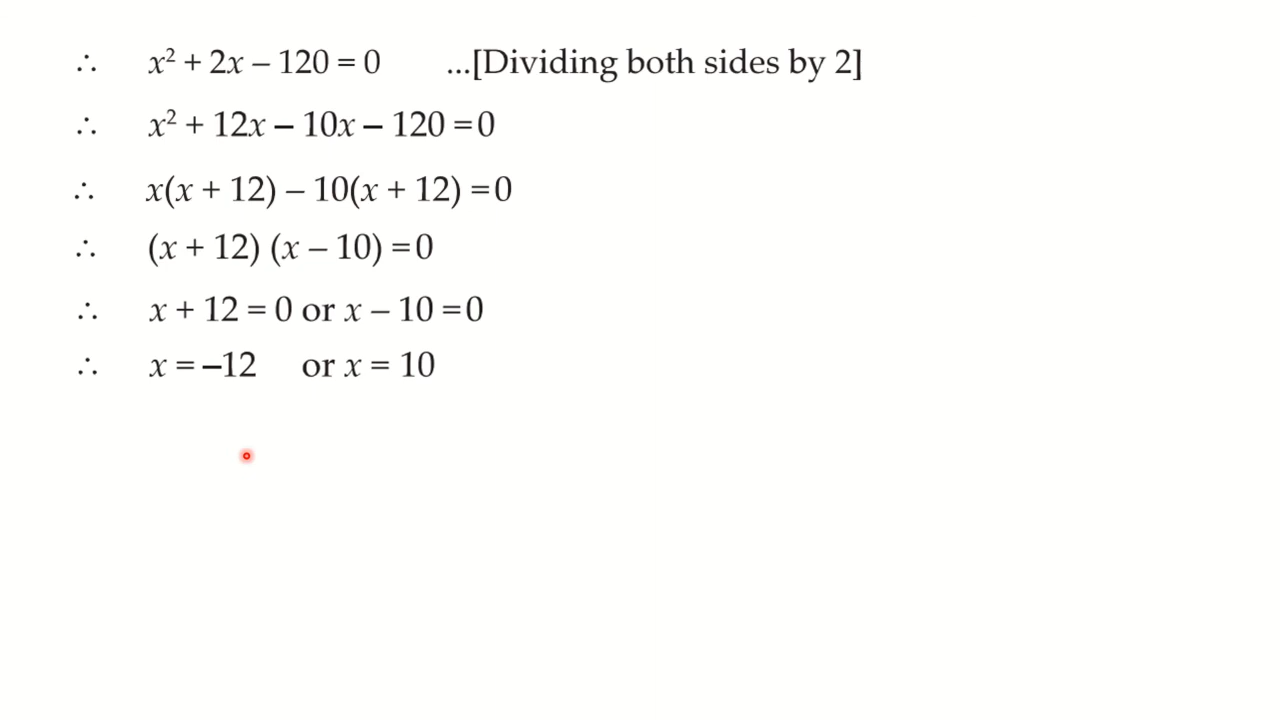 ∴ x² + 2x – 120 = 0 ...[Dividing both sides by 2]
∴ x² + 12x – 10x – 120 = 0
∴ x(x + 12) – 10(x + 12) = 0
∴ (x + 12) (x – 10) = 0
∴ x + 12 = 0 or x – 10 = 0
∴ x = –12 or x = 10